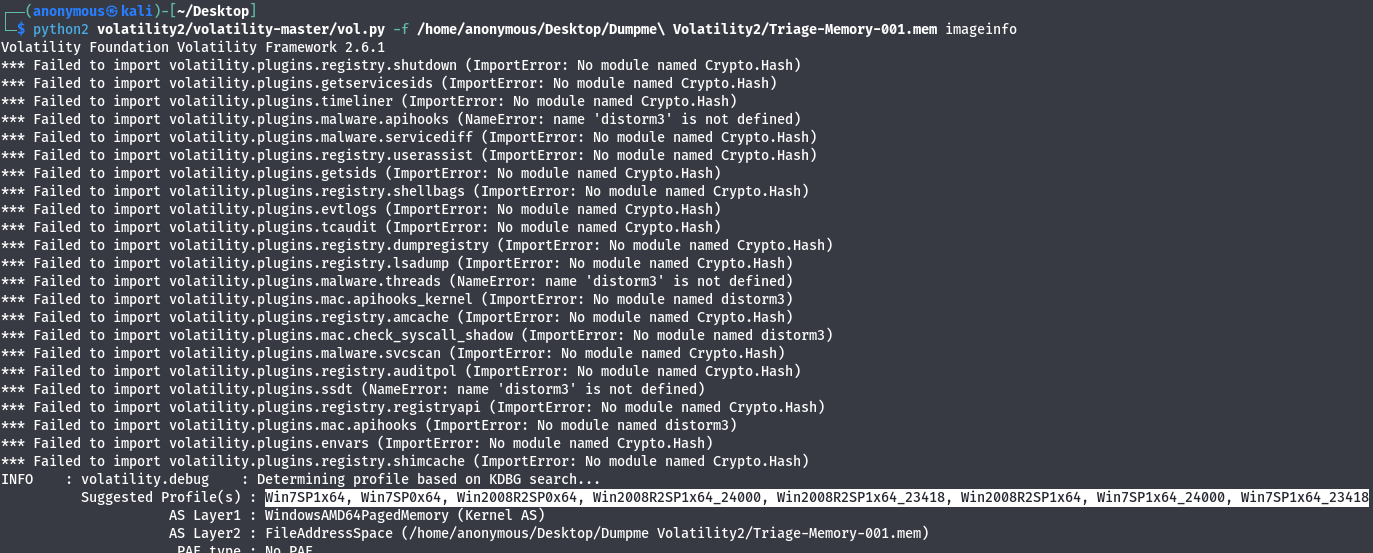 ┌──(anonymous㉿kali)-[~/Desktop]
└─$ python2 volatility2/volatility-master/vol.py -f /home/anonymous/Desktop/Dumpme\ Volatility2/Triage-Memory-001.mem imageinfo
Volatility Foundation Volatility Framework 2.6.1
*** Failed to import volatility.plugins.registry.shutdown (ImportError: No module named Crypto.Hash)
*** Failed to import volatility.plugins.getservicesids (ImportError: No module named Crypto.Hash)
*** Failed to import volatility.plugins.timeliner (ImportError: No module named Crypto.Hash)
*** Failed to import volatility.plugins.malware.apihooks (NameError: name 'distorm3' is not defined)
*** Failed to import volatility.plugins.malware.servicediff (ImportError: No module named Crypto.Hash)
*** Failed to import volatility.plugins.registry.userassist (ImportError: No module named Crypto.Hash)
*** Failed to import volatility.plugins.getsids (ImportError: No module named Crypto.Hash)
*** Failed to import volatility.plugins.registry.shellbags (ImportError: No module named Crypto.Hash)
*** Failed to import volatility.plugins.evtlogs (ImportError: No module named Crypto.Hash)
*** Failed to import volatility.plugins.tcaudit (ImportError: No module named Crypto.Hash)
*** Failed to import volatility.plugins.registry.dumpregistry (ImportError: No module named Crypto.Hash)
*** Failed to import volatility.plugins.registry.lsadump (ImportError: No module named Crypto.Hash)
*** Failed to import volatility.plugins.malware.threads (NameError: name 'distorm3' is not defined)
*** Failed to import volatility.plugins.mac.apihooks_kernel (ImportError: No module named distorm3)
*** Failed to import volatility.plugins.registry.amcache (ImportError: No module named Crypto.Hash)
*** Failed to import volatility.plugins.mac.check_syscall_shadow (ImportError: No module named distorm3)
*** Failed to import volatility.plugins.malware.svcscan (ImportError: No module named Crypto.Hash)
*** Failed to import volatility.plugins.registry.auditpol (ImportError: No module named Crypto.Hash)
*** Failed to import volatility.plugins.ssdt (NameError: name 'distorm3' is not defined)
*** Failed to import volatility.plugins.registry.registryapi (ImportError: No module named Crypto.Hash)
*** Failed to import volatility.plugins.mac.apihooks (ImportError: No module named distorm3)
*** Failed to import volatility.plugins.envars (ImportError: No module named Crypto.Hash)
*** Failed to import volatility.plugins.registry.shimcache (ImportError: No module named Crypto.Hash)
INFO    : volatility.debug    : Determining profile based on KDBG search...
          Suggested Profile(s) : Win7SP1x64, Win7SP0x64, Win2008R2SP0x64, Win2008R2SP1x64_24000, Win2008R2SP1x64_23418, Win2008R2SP1x64, Win7SP1x64_24000, Win7SP1x64_23418
                     AS Layer1 : WindowsAMD64PagedMemory (Kernel AS)
                     AS Layer2 : FileAddressSpace (/home/anonymous/Desktop/Dumpme Volatility2/Triage-Memory-001.mem)
                      PAE type : No PAE